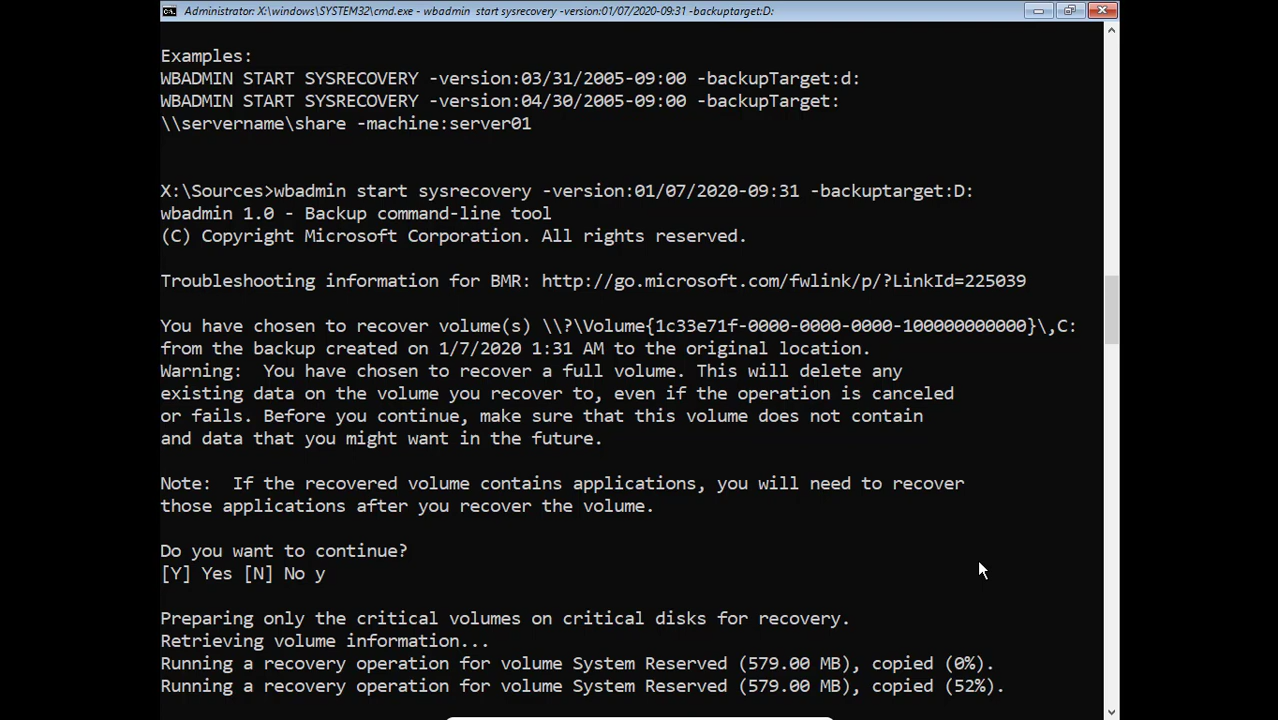 Administrator: X:\windows\SYSTEM32\cmd.exe - wbadmin  start sysrecovery -version:01/07/2020-09:31 -backuptarget:D:
Examples:
WBADMIN START SYSRECOVERY -version:03/31/2005-09:00 -backupTarget:d:
WBADMIN START SYSRECOVERY -version:04/30/2005-09:00 -backupTarget:
\\servername\share -machine:server01
X:\Sources>wbadmin start sysrecovery -version:01/07/2020-09:31 -backuptarget:D:
wbadmin 1.0 - Backup command-line tool
(C) Copyright Microsoft Corporation. All rights reserved.
Troubleshooting information for BMR: http://go.microsoft.com/fwlink/p/?LinkId=225039
You have chosen to recover volume(s) \\?\Volume{1c33e71f-0000-0000-0000-100000000000}\,C:
from the backup created on 1/7/2020 1:31 AM to the original location.
Warning:  You have chosen to recover a full volume. This will delete any
existing data on the volume you recover to, even if the operation is canceled
or fails. Before you continue, make sure that this volume does not contain
and data that you might want in the future.
Note:  If the recovered volume contains applications, you will need to recover
those applications after you recover the volume.
Do you want to continue?
[Y] Yes [N] No y
Preparing only the critical volumes on critical disks for recovery.
Retrieving volume information...
Running a recovery operation for volume System Reserved (579.00 MB), copied (0%).
Running a recovery operation for volume System Reserved (579.00 MB), copied (52%).